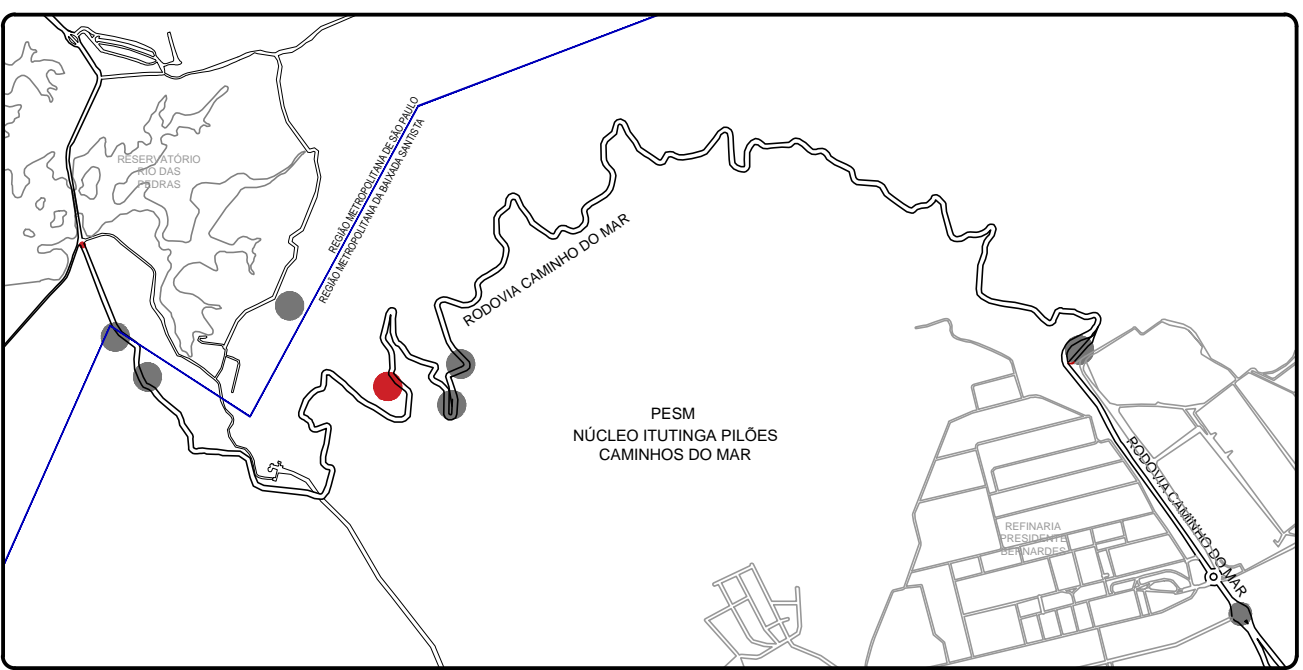 RESERVATÓRIO
RIO DAS
PEDRAS
REGIÃO METROPOLITANA DE SÃO PAULO
REGIÃO METROPOLITANA DA BAIXADA SANTISTA
RODOVIA CAMINHO DO MAR
PESM
NÚCLEO ITUTINGA PILÕES
CAMINHOS DO MAR
RODOVIA CAMINHO DO MAR
REFINARIA
PRESIDENTE
BERNARDES